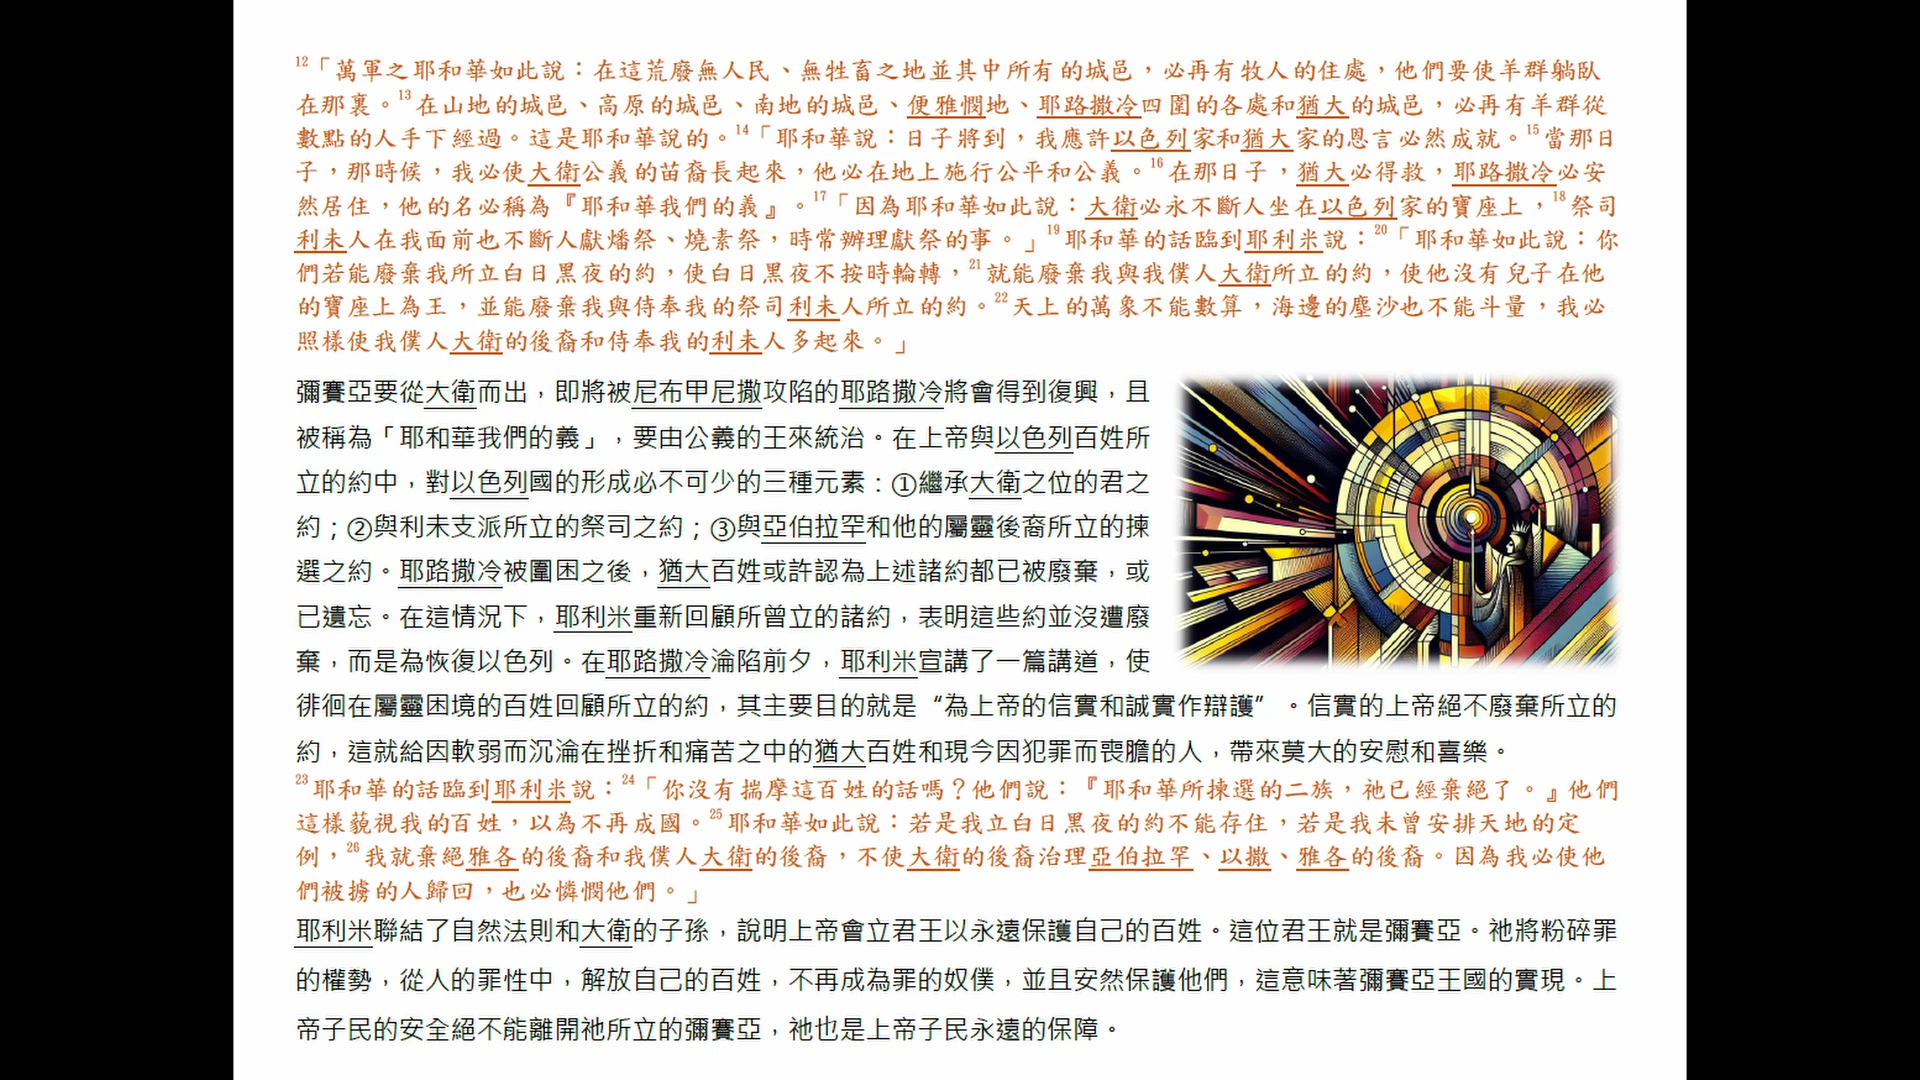 12「萬軍之耶和華如此說：在這荒廢無人民、無牲畜之地並其中所有的城邑，必再有牧人的住處，他們要使羊群躺臥
在那裏。13在山地的城邑、高原的城邑、南地的城邑、便雅憫地、耶路撒冷四圍的各處和猶大的城邑，必再有羊群從
數點的人手下經過。這是耶和華說的。14「耶和華說：日子將到，我應許以色列家和猶大家的恩言必然成就。15當那日
子，那時候，我必使大衛公義的苗裔長起來，他必在地上施行公平和公義。16在那日子，猶大必得救，耶路撒冷必安
然居住，他的名必稱為『耶和華我們的義』。17「因為耶和華如此說：大衛必永不斷人坐在以色列家的寶座上，18祭司
利未人在我面前也不斷人獻燔祭、燒素祭，時常辦理獻祭的事。」19耶和華的話臨到耶利米說：20「耶和華如此說：你
們若能廢棄我所立白日黑夜的約，使白日黑夜不按時輪轉，21就能廢棄我與我僕人大衛所立的約，使他沒有兒子在他
的寶座上為王，並能廢棄我與侍奉我的祭司利未人所立的約。22天上的萬象不能數算，海邊的塵沙也不能斗量，我必
照樣使我僕人大衛的後裔和侍奉我的利未人多起來。」
彌賽亞要從大衛而出，即將被尼布甲尼撒攻陷的耶路撒冷將會得到復興，且
被稱為「耶和華我們的義」，要由公義的王來統治。在上帝與以色列百姓所
立的約中，對以色列國的形成必不可少的三種元素：①繼承大衛之位的君之
約；②與利未支派所立的祭司之約；③與亞伯拉罕和他的屬靈後裔所立的揀
選之約。耶路撒冷被圍困之後，猶大百姓或許認為上述諸約都已被廢棄，或
已遺忘。在這情況下，耶利米重新回顧所曾立的諸約，表明這些約並沒遭廢
棄，而是為恢復以色列。在耶路撒冷淪陷前夕，耶利米宣講了一篇講道，使
徘徊在屬靈困境的百姓回顧所立的約，其主要目的就是“為上帝的信實和誠實作辯護”。信實的上帝絕不廢棄所立的
約，這就給因軟弱而沉淪在挫折和痛苦之中的猶大百姓和現今因犯罪而喪膽的人，帶來莫大的安慰和喜樂。
23耶和華的話臨到耶利米說：24「你沒有揣摩這百姓的話嗎？他們說：『耶和華所揀選的二族，祂已經棄絕了。』他們
這樣藐視我的百姓，以為不再成國。25耶和華如此說：若是我立白日黑夜的約不能存住，若是我未曾安排天地的定
例，26我就棄絕雅各的後裔和我僕人大衛的後裔，不使大衛的後裔治理亞伯拉罕、以撒、雅各的後裔。因為我必使他
們被擄的人歸回，也必憐憫他們。」
耶利米聯結了自然法則和大衛的子孫，說明上帝會立君王以永遠保護自己的百姓。這位君王就是彌賽亞。祂將粉碎罪
的權勢，從人的罪性中，解放自己的百姓，不再成為罪的奴僕，並且安然保護他們，這意味著彌賽亞王國的實現。上
帝子民的安全絕不能離開祂所立的彌賽亞，祂也是上帝子民永遠的保障。